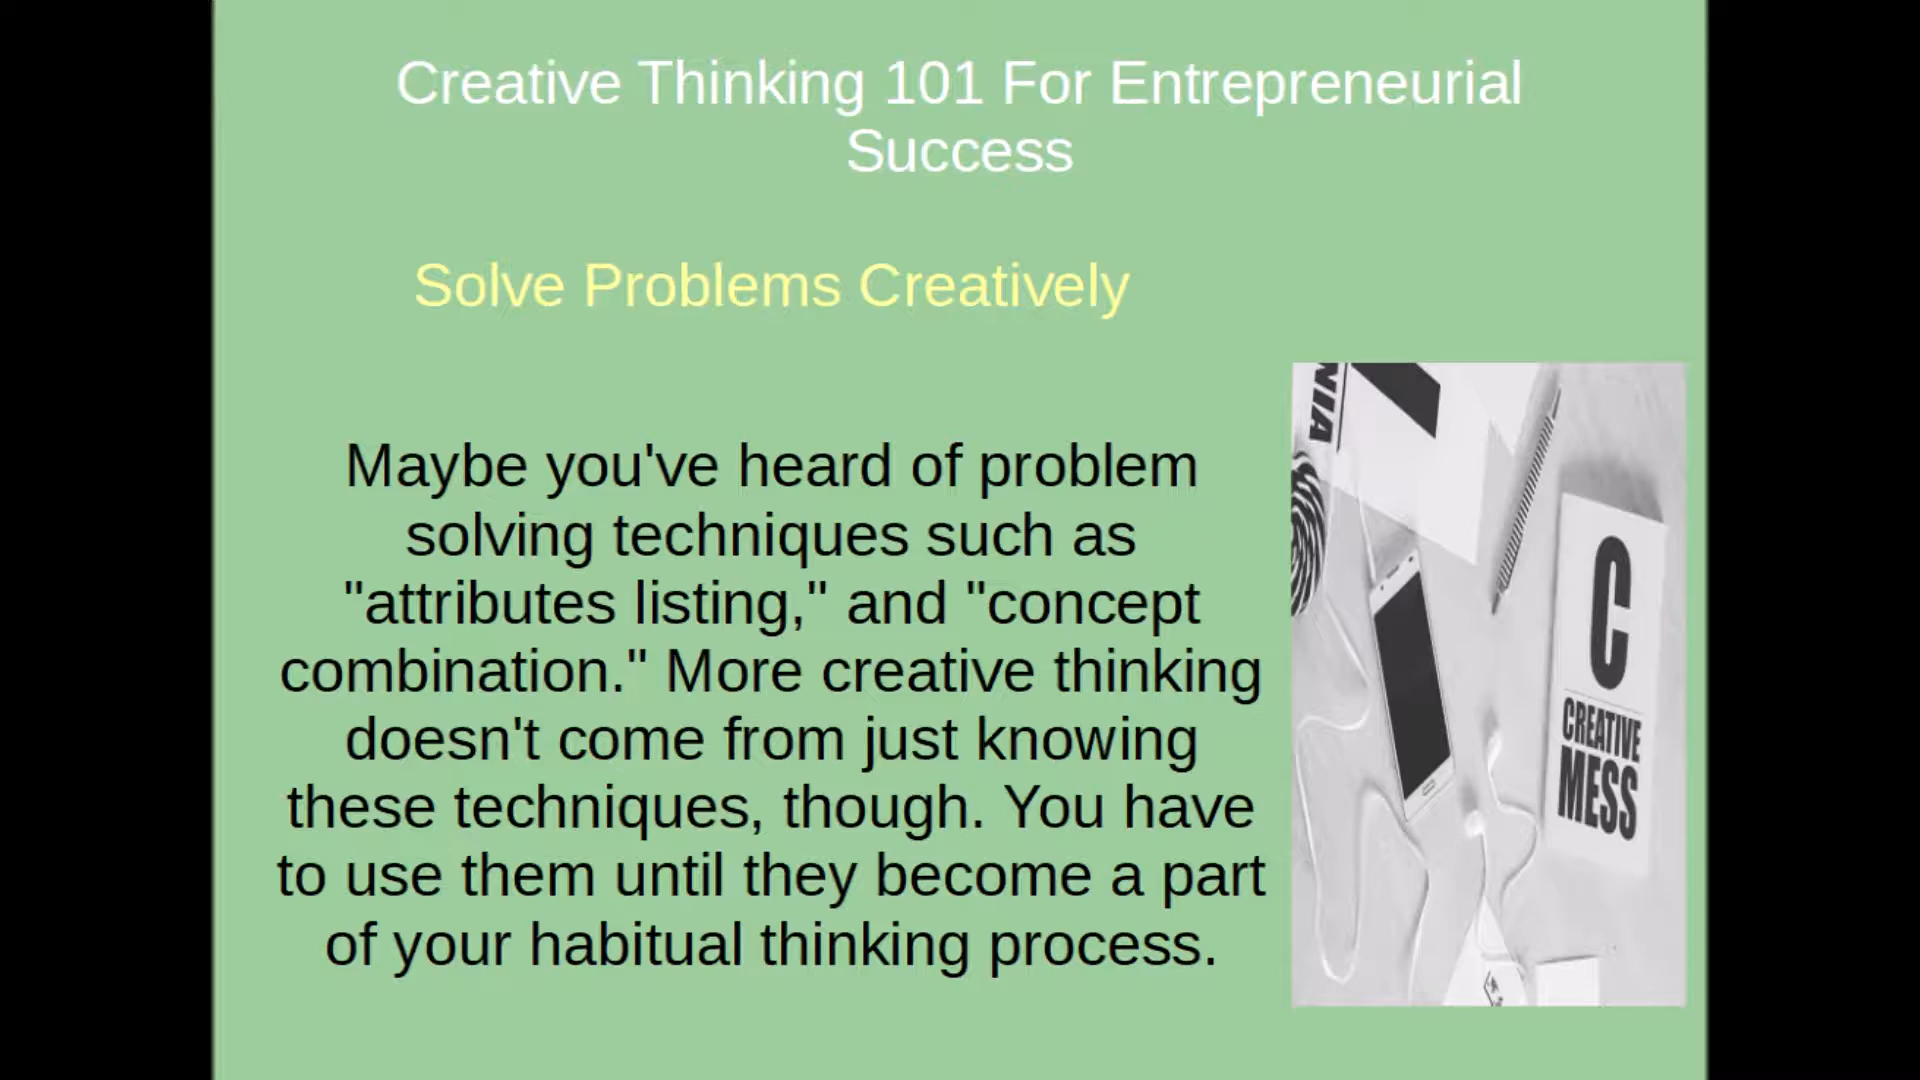 Creative Thinking 101 For Entrepreneurial
Success
Solve Problems Creatively
Maybe you've heard of problem
solving techniques such as
"attributes listing," and "concept
combination." More creative thinking
doesn't come from just knowing
these techniques, though. You have
to use them until they become a part
of your habitual thinking process.
C
CREATIVE
MESS